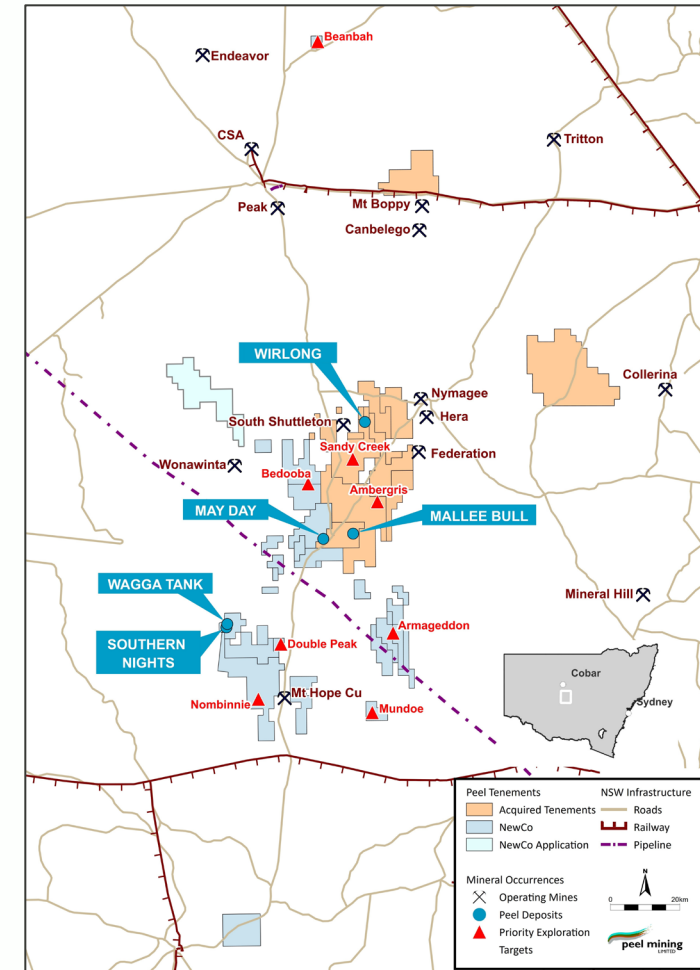 Beanbah
Endeavor
CSA
Tritton
Peak
Mt Boppy
Canbelego
WIRLONG
Collerina
Nymagee
South Shuttleton
Hera
Sandy Creek
Federation
Wonawinta
Bedooba
Ambergris
MAY DAY
MALLEE BULL
WAGGA TANK
Mineral Hill
SOUTHERN
NIGHTS
Armageddon
Double Peak
Mt Hope Cu
Nombinnie
Mundoe
Cobar
Sydney
Peel Tenements
Acquired Tenements
NewCo
NewCo Application
NSW Infrastructure
Roads
Railway
Pipeline
Mineral Occurrences
Operating Mines
Peel Deposits
Priority Exploration
Targets
N
0 20km
peel mining
LIMITED